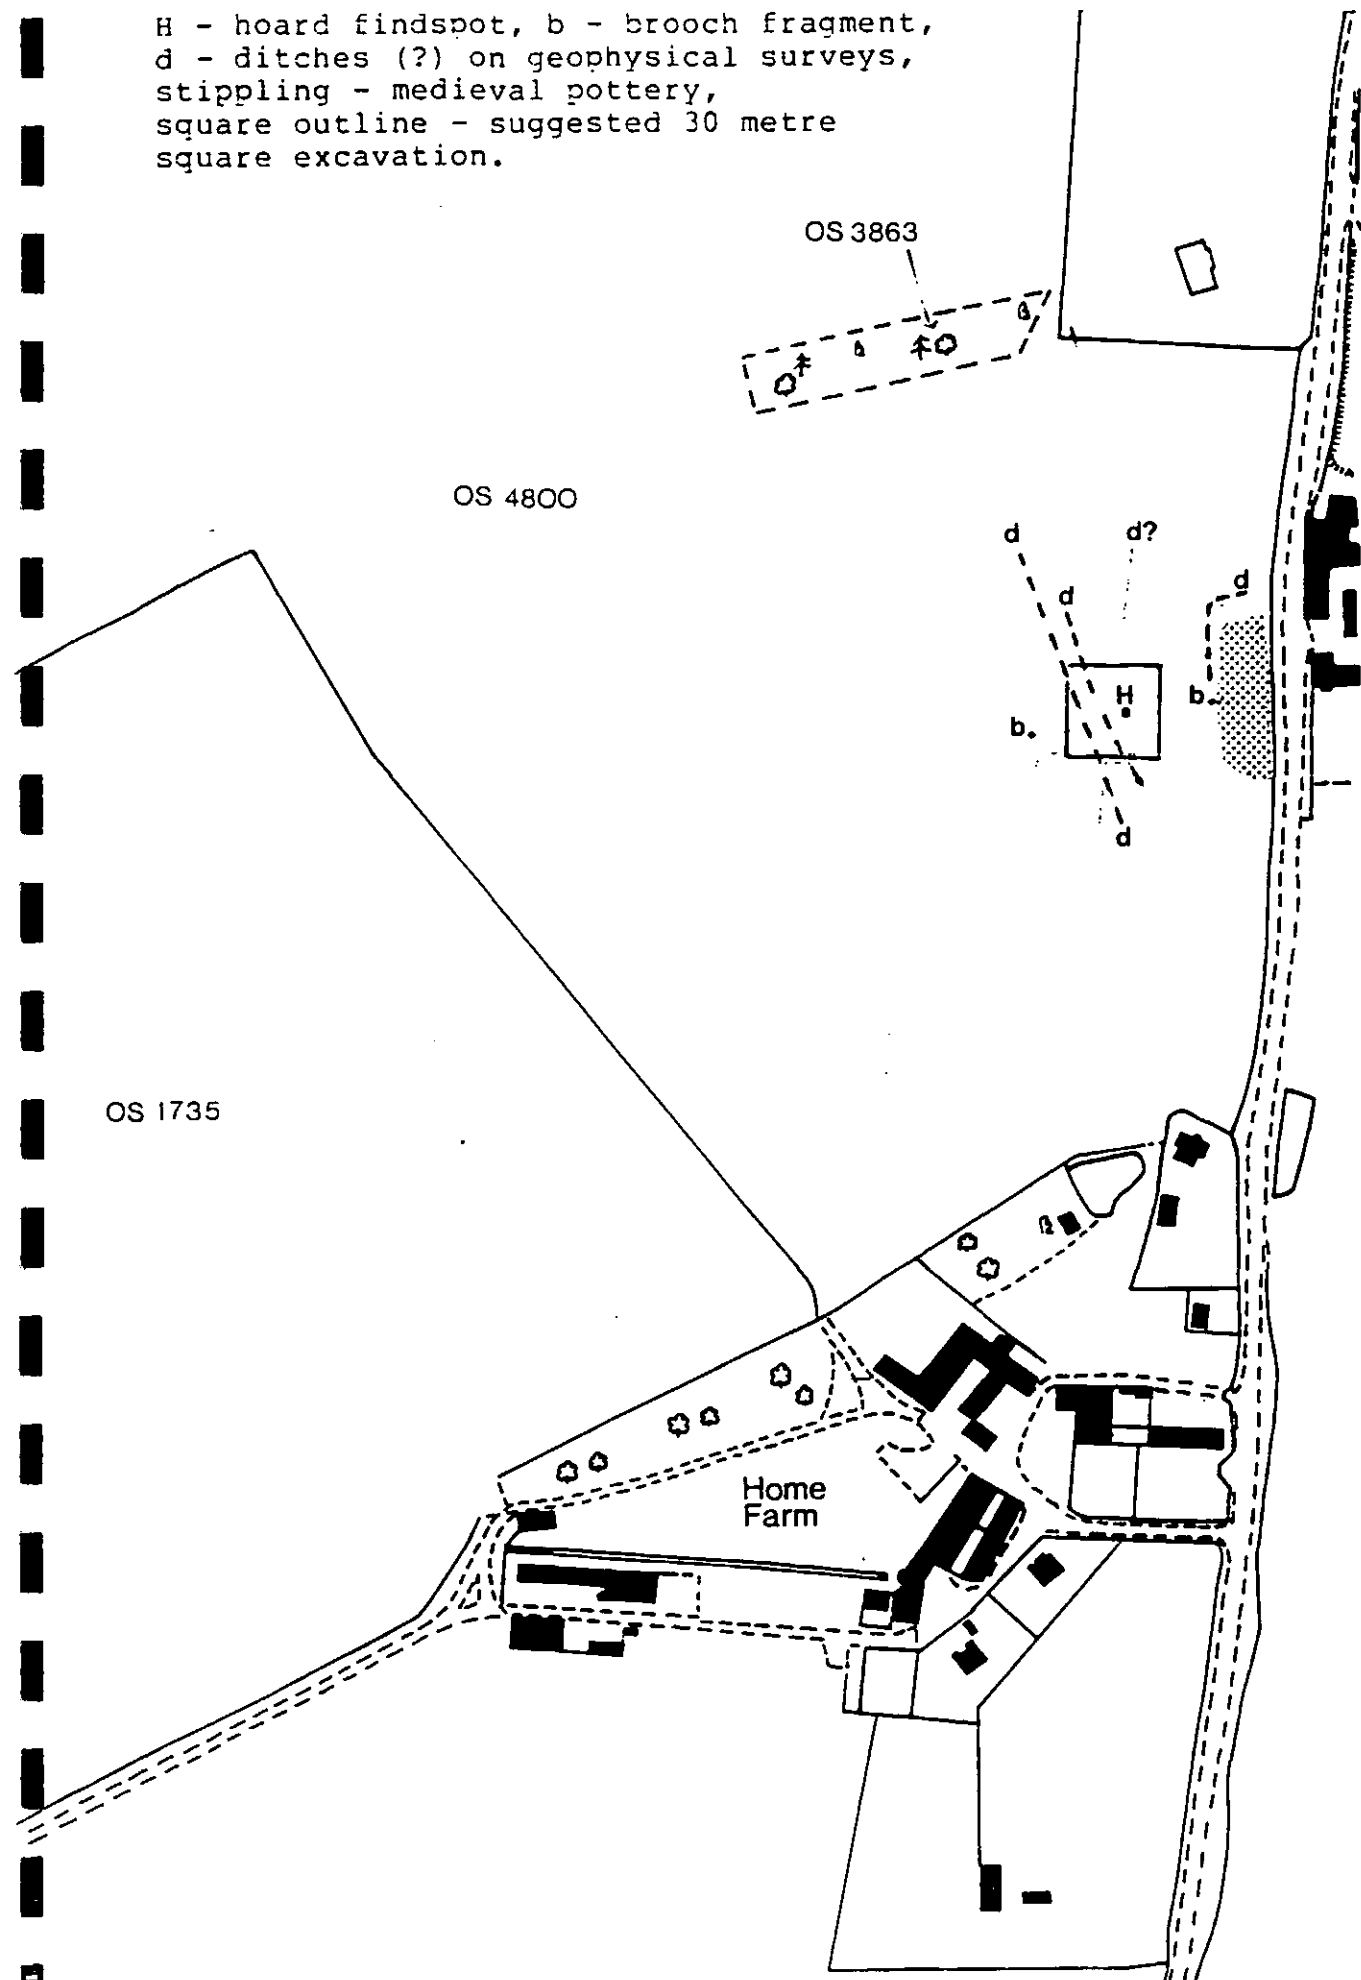 H - hoard findspot, b - brooch fragment,
d - ditches (?) on geophysical surveys,
stippling - medieval pottery,
square outline - suggested 30 metre
square excavation.
OS 3863
OS 4800
d
d?
d
d
H
b.
b.
d
OS 1735
Home
Farm